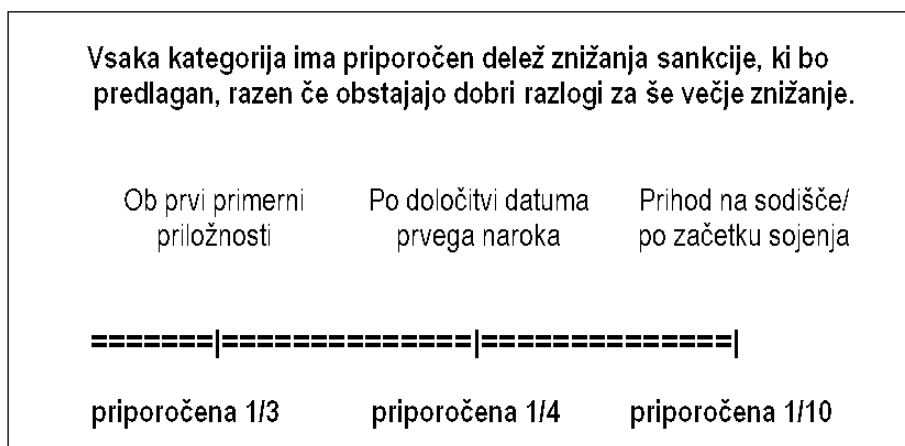 Vsaka kategorija ima priporočen delež znižanja sankcije, ki bo
predlagan, razen če obstajajo dobri razlogi za še večje znižanje.
Ob prvi primerni
priložnosti
Po določitvi datuma
prvega naroka
Prihod na sodišče/
po začetku sojenja
=======|==============|==============|
priporočena 1/3 priporočena 1/4 priporočena 1/10